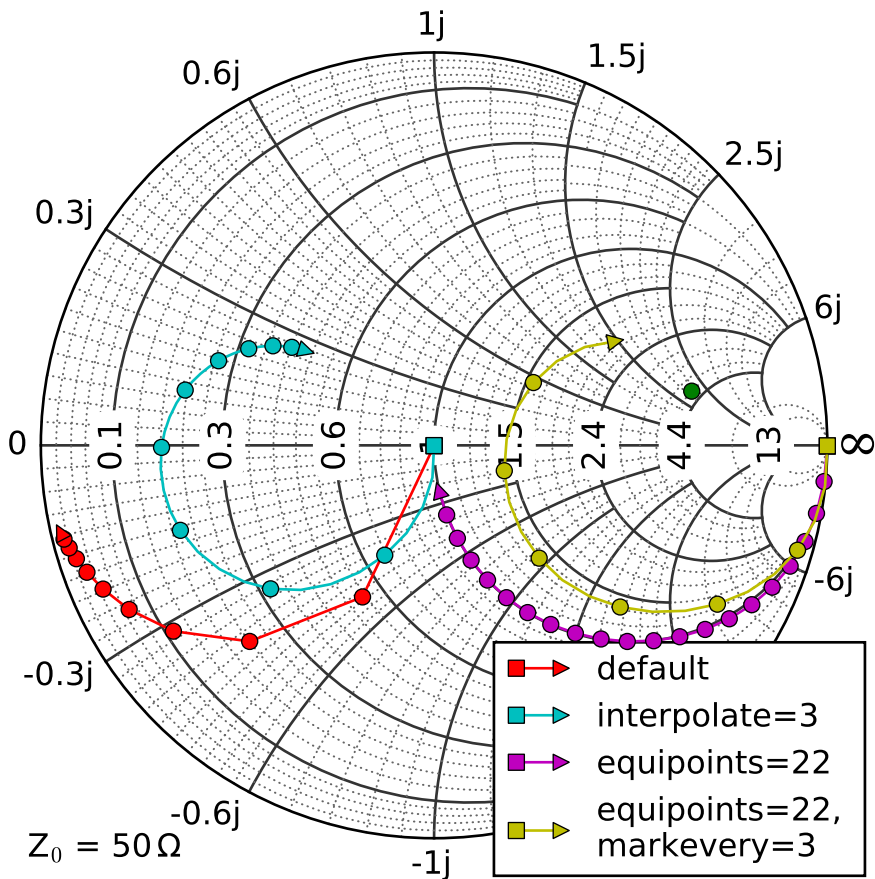 1j
1.5j
0.6j
2.5j
0.3j
6j
0
0.1
0.3
0.6
1
1.5
2.4
4.4
13
∞
-6j
-0.3j
-0.6j
-1j
Z₀ = 50 Ω
default
interpolate=3
equipoints=22
equipoints=22,
markevery=3